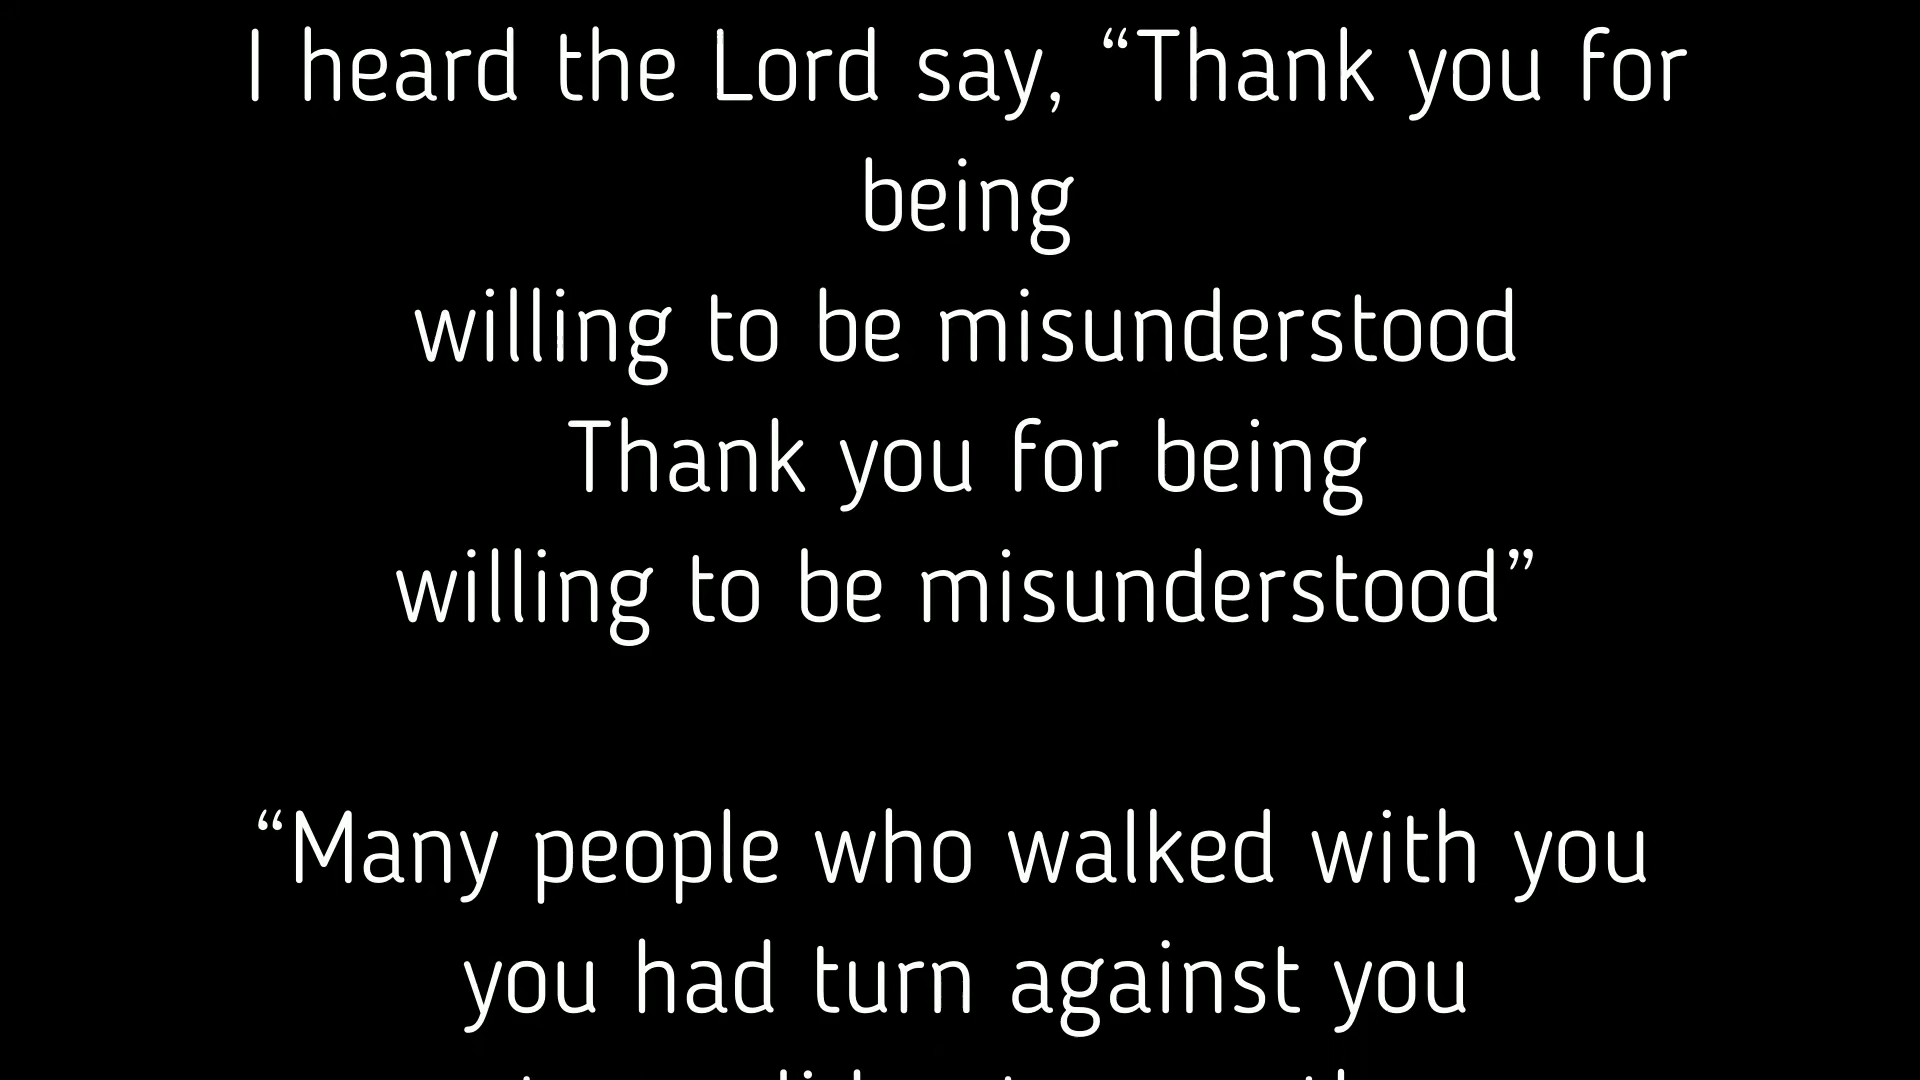 I heard the Lord say, “Thank you for
being
willing to be misunderstood
Thank you for being
willing to be misunderstood”
“Many people who walked with you
you had turn against you